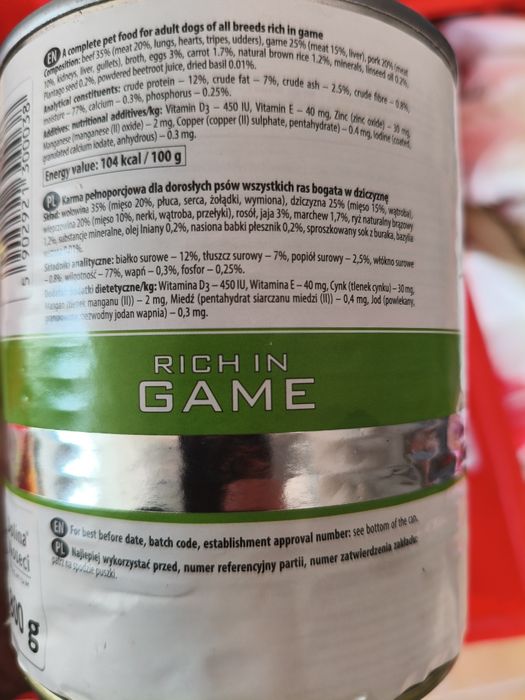 EN A complete pet food for adult dogs of all breeds rich in game
Composition: beef 35% (meat 20%, lungs, hearts, tripes, udders), game 25% (meat 15%, liver), pork 20% (meat
10%, kidneys, liver, gullets), broth, eggs 3%, carrot 1.7%, natural brown rice 1.2%, minerals, linseed oil 0.2%,
Plantago seed 0.2%, powdered beetroot juice, dried basil 0.01%.
Analytical constituents: crude protein – 12%, crude fat – 7%, crude ash – 2.5%, crude fibre – 0.8%,
moisture – 77%, calcium – 0.3%, phosphorus – 0.25%.
Additives: nutritional additives/kg: Vitamin D3 – 450 IU, Vitamin E – 40 mg, Zinc (zinc oxide) – 30 mg,
Manganese (manganese (II) oxide) – 2 mg, Copper (copper (II) sulphate, pentahydrate) – 0.4 mg, Iodine (coated,
granulated calcium iodate, anhydrous) – 0.3 mg.
Energy value: 104 kcal / 100 g
PL Karma pełnoporcjowa dla dorosłych psów wszystkich ras bogata w dziczyznę
Skład: wołowina 35% (mięso 20%, płuca, serca, żołądki, wymiona), dziczyzna 25% (mięso 15%, wątroba),
wieprzowina 20% (mięso 10%, nerki, wątroba, przełyki), rosół, jaja 3%, marchew 1,7%, ryż naturalny brązowy
1,2%, substancje mineralne, olej lniany 0,2%, nasiona babki płesznik 0,2%, sproszkowany sok z buraka, bazylia
0,01%.
Składniki analityczne: białko surowe – 12%, tłuszcz surowy – 7%, popiół surowy – 2,5%, włókno surowe
– 0,8%, wilgotność – 77%, wapń – 0,3%, fosfor – 0,25%.
Dodatki: dodatki dietetyczne/kg: Witamina D3 – 450 IU, Witamina E – 40 mg, Cynk (tlenek cynku) – 30 mg,
Mangan (tlenek manganu (II)) – 2 mg, Miedź (pentahydrat siarczanu miedzi (II)) – 0,4 mg, Jod (powlekany,
granulowany bezwodny jodan wapnia) – 0,3 mg.
5 902921 300038
RICH IN
GAME
EN For best before date, batch code, establishment approval number: see bottom of the can.
PL Najlepiej wykorzystać przed, numer referencyjny partii, numer zatwierdzenia zakładu:
patrz na spodzie puszki.